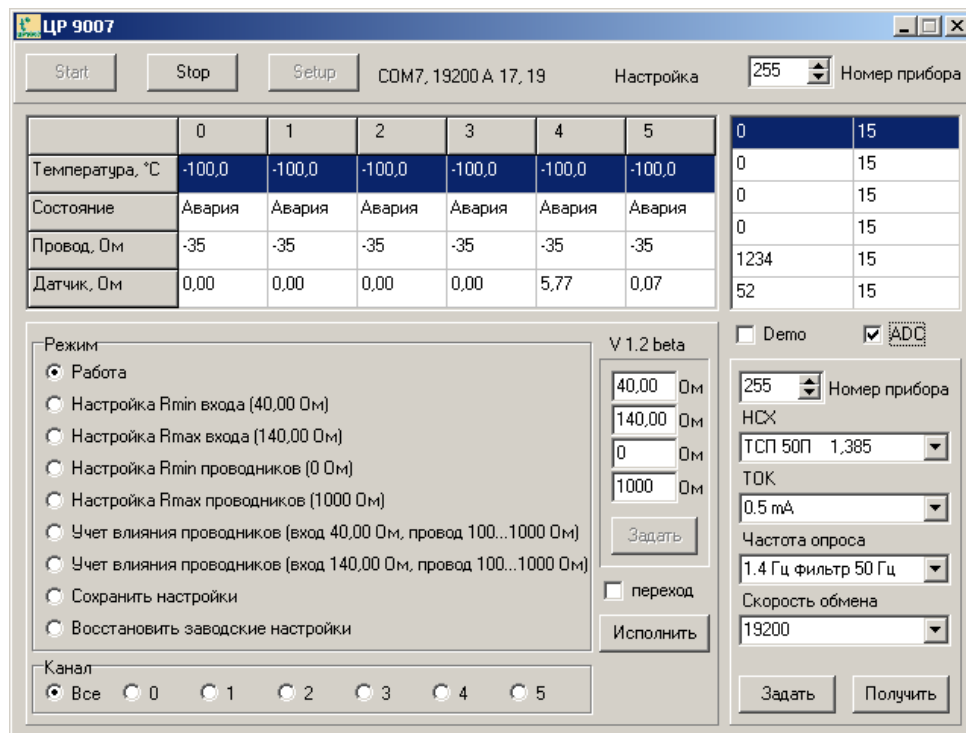 ЦР 9007
Start Stop Setup COM7, 19200 A 17, 19 Настройка 255 Номер прибора
0 1 2 3 4 5
Температура, °C -100,0 -100,0 -100,0 -100,0 -100,0 -100,0
Состояние Авария Авария Авария Авария Авария Авария
Провод, Ом -35 -35 -35 -35 -35 -35
Датчик, Ом 0,00 0,00 0,00 0,00 5,77 0,07
0 15
0 15
0 15
0 15
1234 15
52 15
Режим
Работа
Настройка Rmin входа (40,00 Ом)
Настройка Rmax входа (140,00 Ом)
Настройка Rmin проводников (0 Ом)
Настройка Rmax проводников (1000 Ом)
Учет влияния проводников (вход 40,00 Ом, провод 100...1000 Ом)
Учет влияния проводников (вход 140,00 Ом, провод 100...1000 Ом)
Сохранить настройки
Восстановить заводские настройки
Канал
Все 0 1 2 3 4 5
V 1.2 beta
40,00 Ом
140,00 Ом
0 Ом
1000 Ом
Задать
переход
Исполнить
Demo ADC
255 Номер прибора
НСХ
ТСП 50П 1,385
ТОК
0.5 mA
Частота опроса
1.4 Гц фильтр 50 Гц
Скорость обмена
19200
Задать Получить